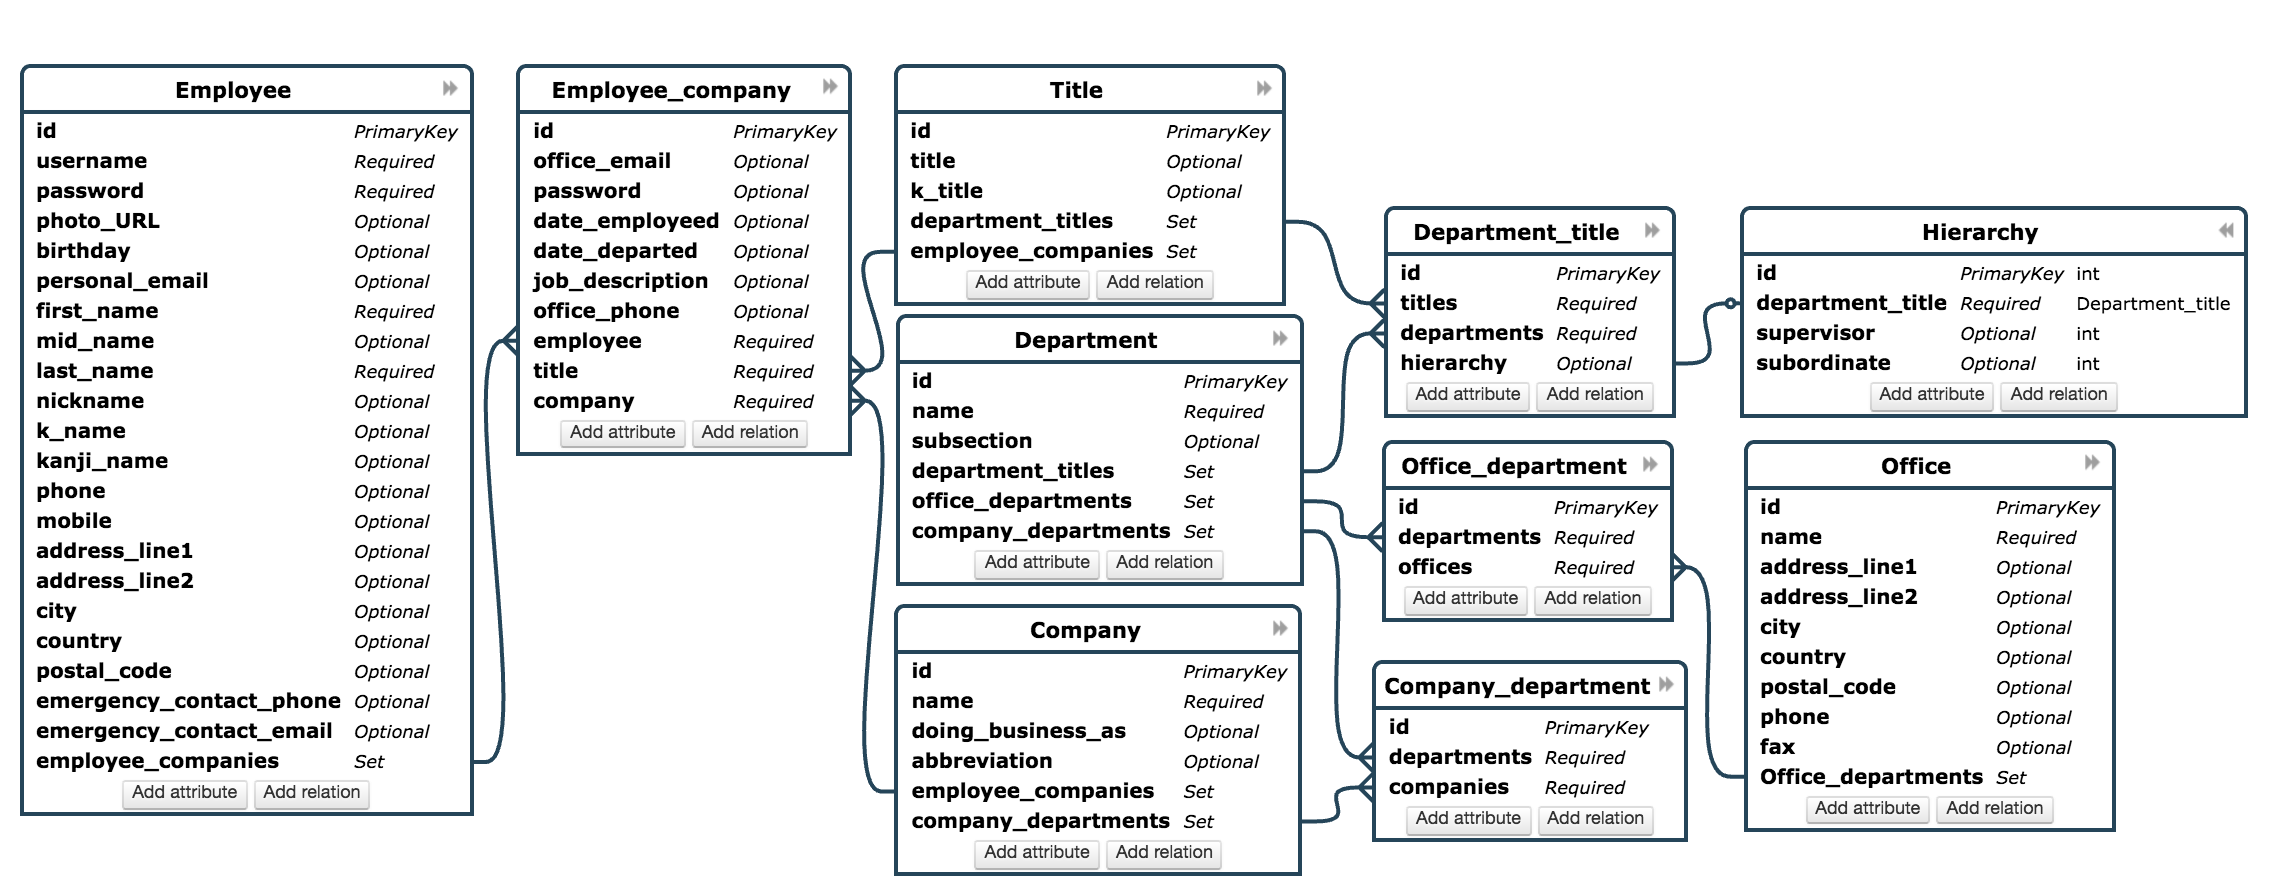 Employee
id PrimaryKey
username Required
password Required
photo_URL Optional
birthday Optional
personal_email Optional
first_name Required
mid_name Optional
last_name Required
nickname Optional
k_name Optional
kanji_name Optional
phone Optional
mobile Optional
address_line1 Optional
address_line2 Optional
city Optional
country Optional
postal_code Optional
emergency_contact_phone Optional
emergency_contact_email Optional
employee_companies Set
Add attribute Add relation
Employee_company
id PrimaryKey
office_email Optional
password Optional
date_employeed Optional
date_departed Optional
job_description Optional
office_phone Optional
employee Required
title Required
company Required
Add attribute Add relation
Title
id PrimaryKey
title Optional
k_title Optional
department_titles Set
employee_companies Set
Add attribute Add relation
Department
id PrimaryKey
name Required
subsection Optional
department_titles Set
office_departments Set
company_departments Set
Add attribute Add relation
Company
id PrimaryKey
name Required
doing_business_as Optional
abbreviation Optional
employee_companies Set
company_departments Set
Add attribute Add relation
Department_title
id PrimaryKey
titles Required
departments Required
hierarchy Optional
Add attribute Add relation
Office_department
id PrimaryKey
departments Required
offices Required
Add attribute Add relation
Company_department
id PrimaryKey
departments Required
companies Required
Add attribute Add relation
Hierarchy
id PrimaryKey int
department_title Required Department_title
supervisor Optional int
subordinate Optional int
Add attribute Add relation
Office
id PrimaryKey
name Required
address_line1 Optional
address_line2 Optional
city Optional
country Optional
postal_code Optional
phone Optional
fax Optional
Office_departments Set
Add attribute Add relation